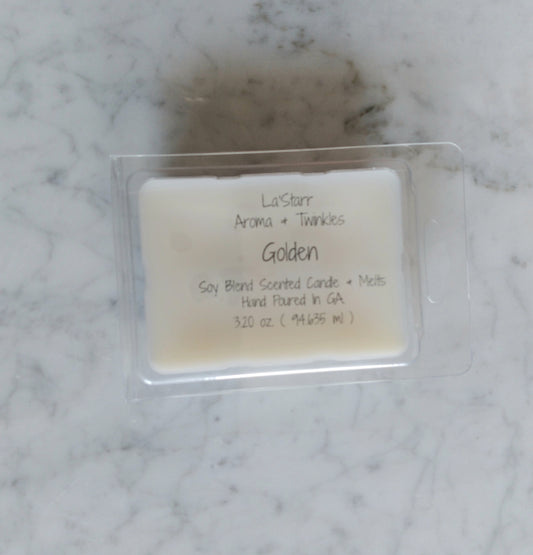 La'Starr
Aroma + Twinkles
Golden
Soy Blend Scented Candle + Melts
Hand Poured In GA
3.20 oz. ( 94.635 ml )